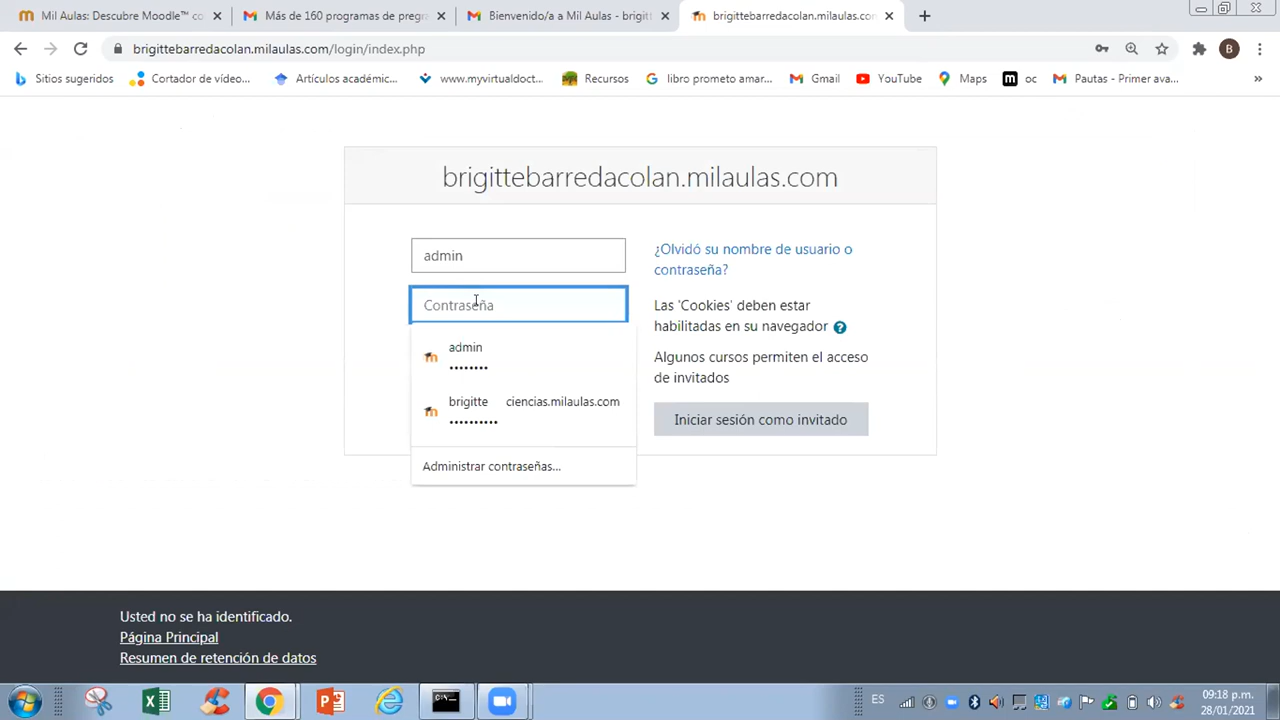 Mil Aulas: Descubre Moodle™ co
Más de 160 programas de pregr
Bienvenido/a a Mil Aulas - brigitt
brigittebarredacolan.milaulas.con
brigittebarredacolan.milaulas.com/login/index.php
B
Sitios sugeridos
Cortador de vídeo...
Artículos académic...
www.myvirtualdoct...
Recursos
libro prometo amar...
Gmail
YouTube
Maps
m oc
Pautas - Primer ava...
»
brigittebarredacolan.milaulas.com
admin
¿Olvidó su nombre de usuario o
contraseña?
Contraseña
Las 'Cookies' deben estar
habilitadas en su navegador ?
admin
••••••••
Algunos cursos permiten el acceso
de invitados
brigitte ciencias.milaulas.com
••••••••••
Iniciar sesión como invitado
Administrar contraseñas...
Usted no se ha identificado.
Página Principal
Resumen de retención de datos
ES
09:18 p.m.
28/01/2021